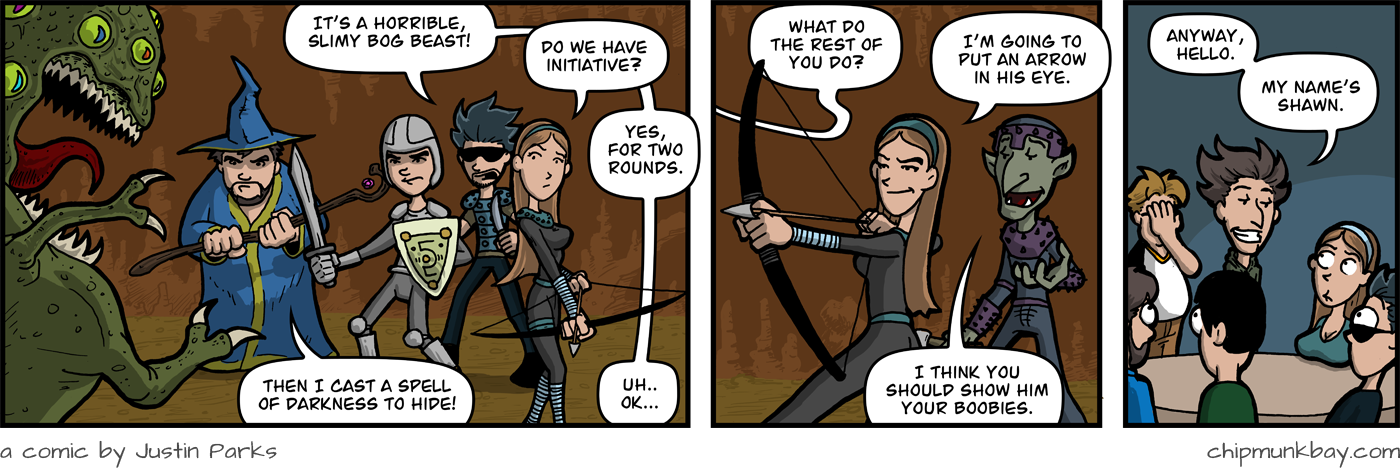 IT'S A HORRIBLE,
SLIMY BOG BEAST!
DO WE HAVE
INITIATIVE?
YES,
FOR TWO
ROUNDS.
THEN I CAST A SPELL
OF DARKNESS TO HIDE!
UH..
OK...
WHAT DO
THE REST OF
YOU DO?
I'M GOING TO
PUT AN ARROW
IN HIS EYE.
I THINK YOU
SHOULD SHOW HIM
YOUR BOOBIES.
ANYWAY,
HELLO.
MY NAME'S
SHAWN.
a comic by Justin Parks
chipmunkbay.com